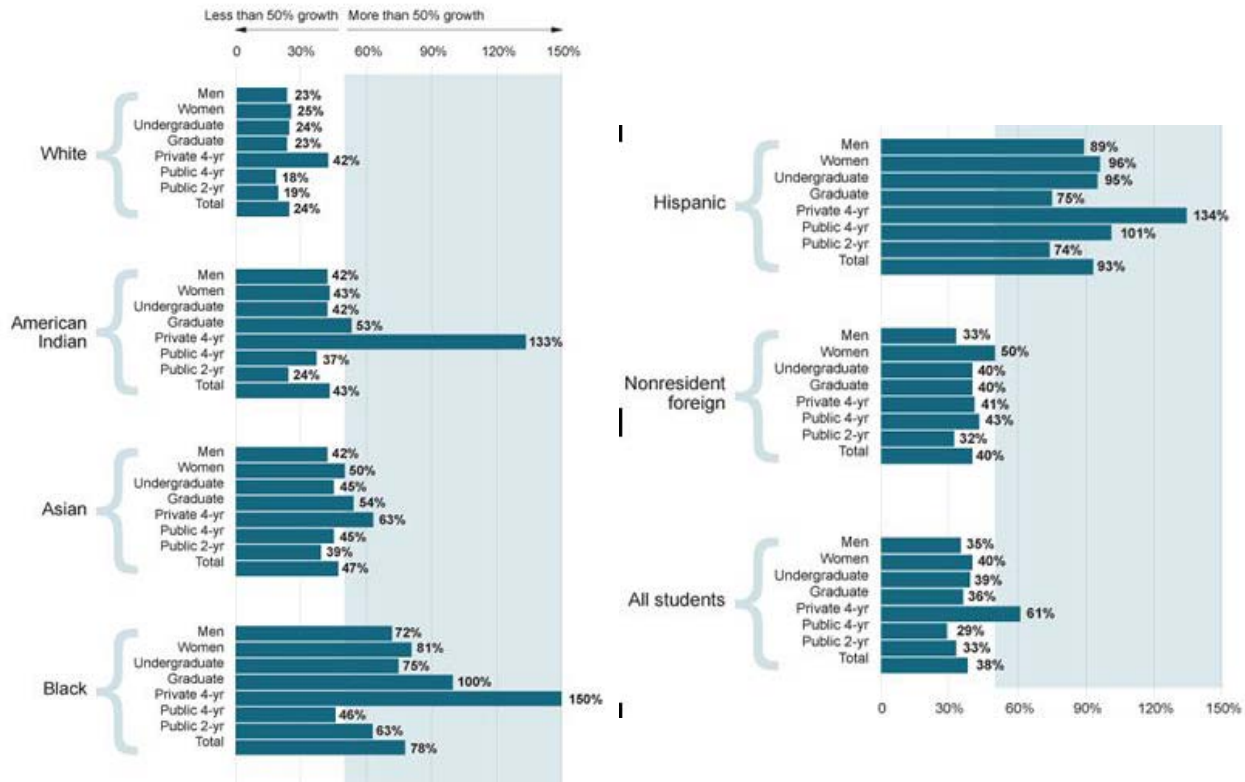 Less than 50% growth More than 50% growth
0 30% 60% 90% 120% 150%
White
Men 23%
Women 25%
Undergraduate 24%
Graduate 23%
Private 4-yr 42%
Public 4-yr 18%
Public 2-yr 19%
Total 24%
American
Indian
Men 42%
Women 43%
Undergraduate 42%
Graduate 53%
Private 4-yr 133%
Public 4-yr 37%
Public 2-yr 24%
Total 43%
Asian
Men 42%
Women 50%
Undergraduate 45%
Graduate 54%
Private 4-yr 63%
Public 4-yr 45%
Public 2-yr 39%
Total 47%
Black
Men 72%
Women 81%
Undergraduate 75%
Graduate 100%
Private 4-yr 150%
Public 4-yr 46%
Public 2-yr 63%
Total 78%
Hispanic
Men 89%
Women 96%
Undergraduate 95%
Graduate 75%
Private 4-yr 134%
Public 4-yr 101%
Public 2-yr 74%
Total 93%
Nonresident
foreign
Men 33%
Women 50%
Undergraduate 40%
Graduate 40%
Private 4-yr 41%
Public 4-yr 43%
Public 2-yr 32%
Total 40%
All students
Men 35%
Women 40%
Undergraduate 39%
Graduate 36%
Private 4-yr 61%
Public 4-yr 29%
Public 2-yr 33%
Total 38%
0 30% 60% 90% 120% 150%